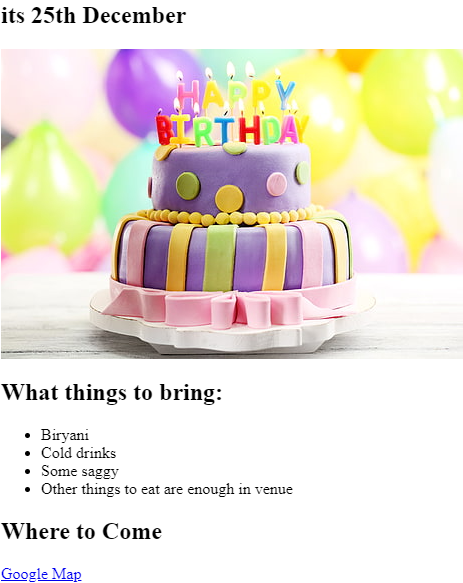 its 25th December
HAPPY
BIRTHDAY
What things to bring:
Biryani
Cold drinks
Some saggy
Other things to eat are enough in venue
Where to Come
Google Map